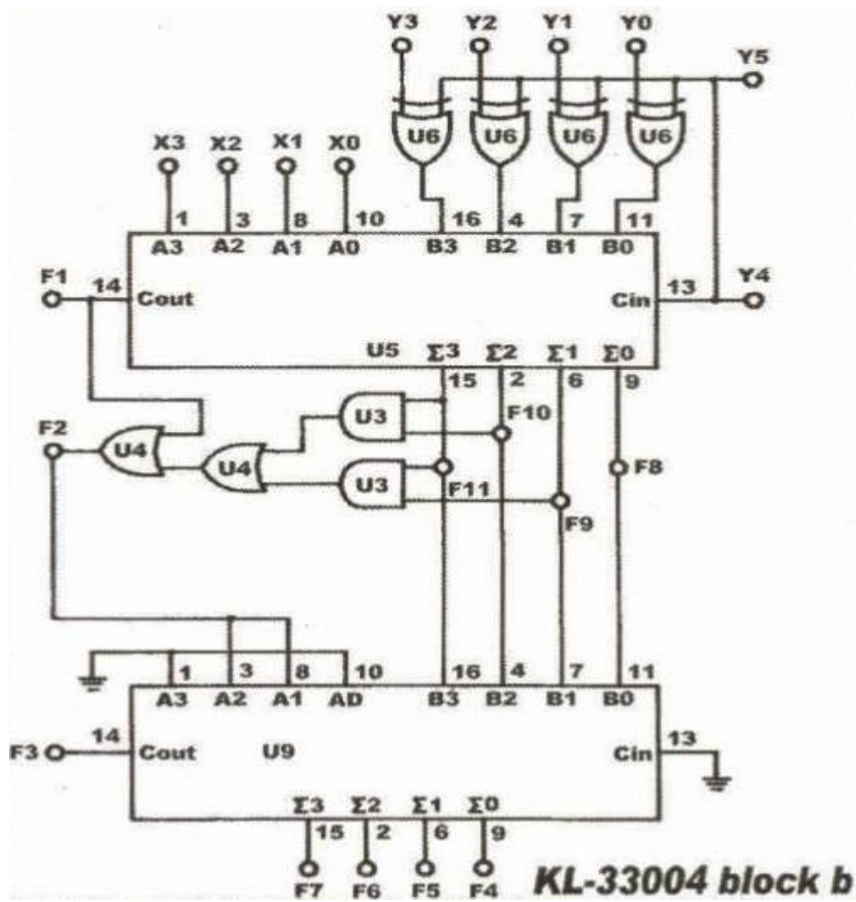 Y3 Y2 Y1 Y0
Y5
U6 U6 U6 U6
X3 X2 X1 X0
1 3 8 10 16 4 7 11
A3 A2 A1 A0 B3 B2 B1 B0
F1 14 Cout Cin 13 Y4
U5 Σ3 Σ2 Σ1 Σ0
15 2 6 9
U3 F10
F2 U4 U4
U3 F11 F8
F9
1 3 8 10 16 4 7 11
A3 A2 A1 AD B3 B2 B1 B0
F3 14 Cout U9 Cin 13
Σ3 Σ2 Σ1 Σ0
15 2 6 9
F7 F6 F5 F4
KL-33004 block b